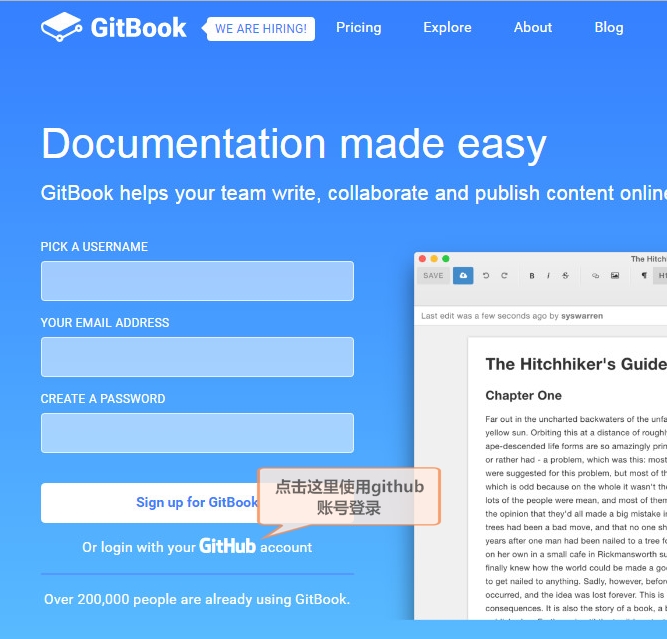 GitBook
WE ARE HIRING!
Pricing
Explore
About
Blog
Documentation made easy
GitBook helps your team write, collaborate and publish content online
PICK A USERNAME
YOUR EMAIL ADDRESS
CREATE A PASSWORD
Sign up for GitBook
点击这里使用github
账号登录
Or login with your GitHub account
Over 200,000 people are already using GitBook.
The Hitch
SAVE
B I S ¶ H1
Last edit was a few seconds ago by syswarren
The Hitchhiker's Guide
Chapter One
Far out in the uncharted backwaters of the unfa
yellow sun. Orbiting this at a distance of roughly
ape-descended life forms are so amazingly prim
or rather had - a problem, which was this: most
were suggested for this problem, but most of th
which is odd because on the whole it wasn't the
lots of the people were mean, and most of them
the opinion that they'd all made a big mistake in
trees had been a bad move, and that no one sh
years after one man had been nailed to a tree fo
on her own in a small cafe in Rickmansworth su
finally knew how the world could be made a goo
to get nailed to anything. Sadly, however, before
occurred, and the idea was lost forever. This is
consequences. It is also the story of a book, a b